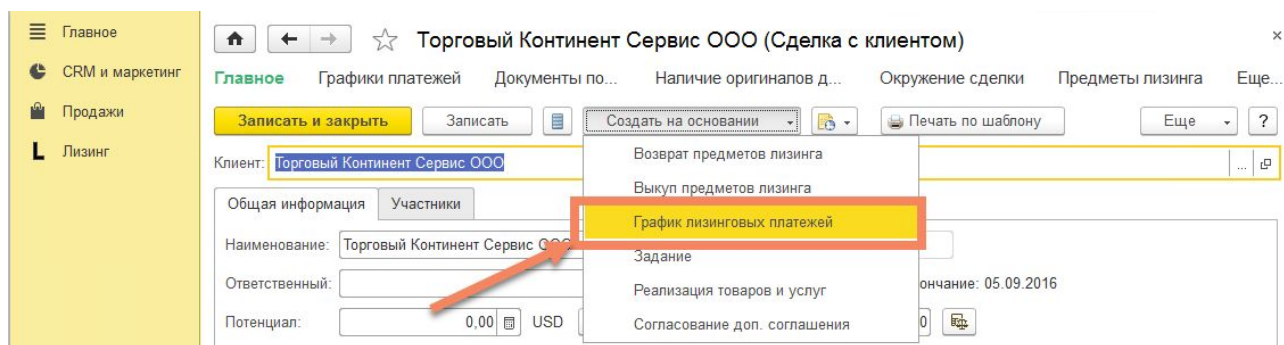 Главное
CRM и маркетинг
Продажи
Лизинг
Торговый Континент Сервис ООО (Сделка с клиентом)
Главное Графики платежей Документы по... Наличие оригиналов д... Окружение сделки Предметы лизинга Еще...
Записать и закрыть Записать Создать на основании Печать по шаблону Еще ?
Клиент: Торговый Континент Сервис ООО ...
Общая информация Участники
Наименование: Торговый Континент Сервис ООО
Ответственный: ончание: 05.09.2016
Потенциал: 0,00 USD 0
Возврат предметов лизинга
Выкуп предметов лизинга
График лизинговых платежей
Задание
Реализация товаров и услуг
Согласование доп. соглашения